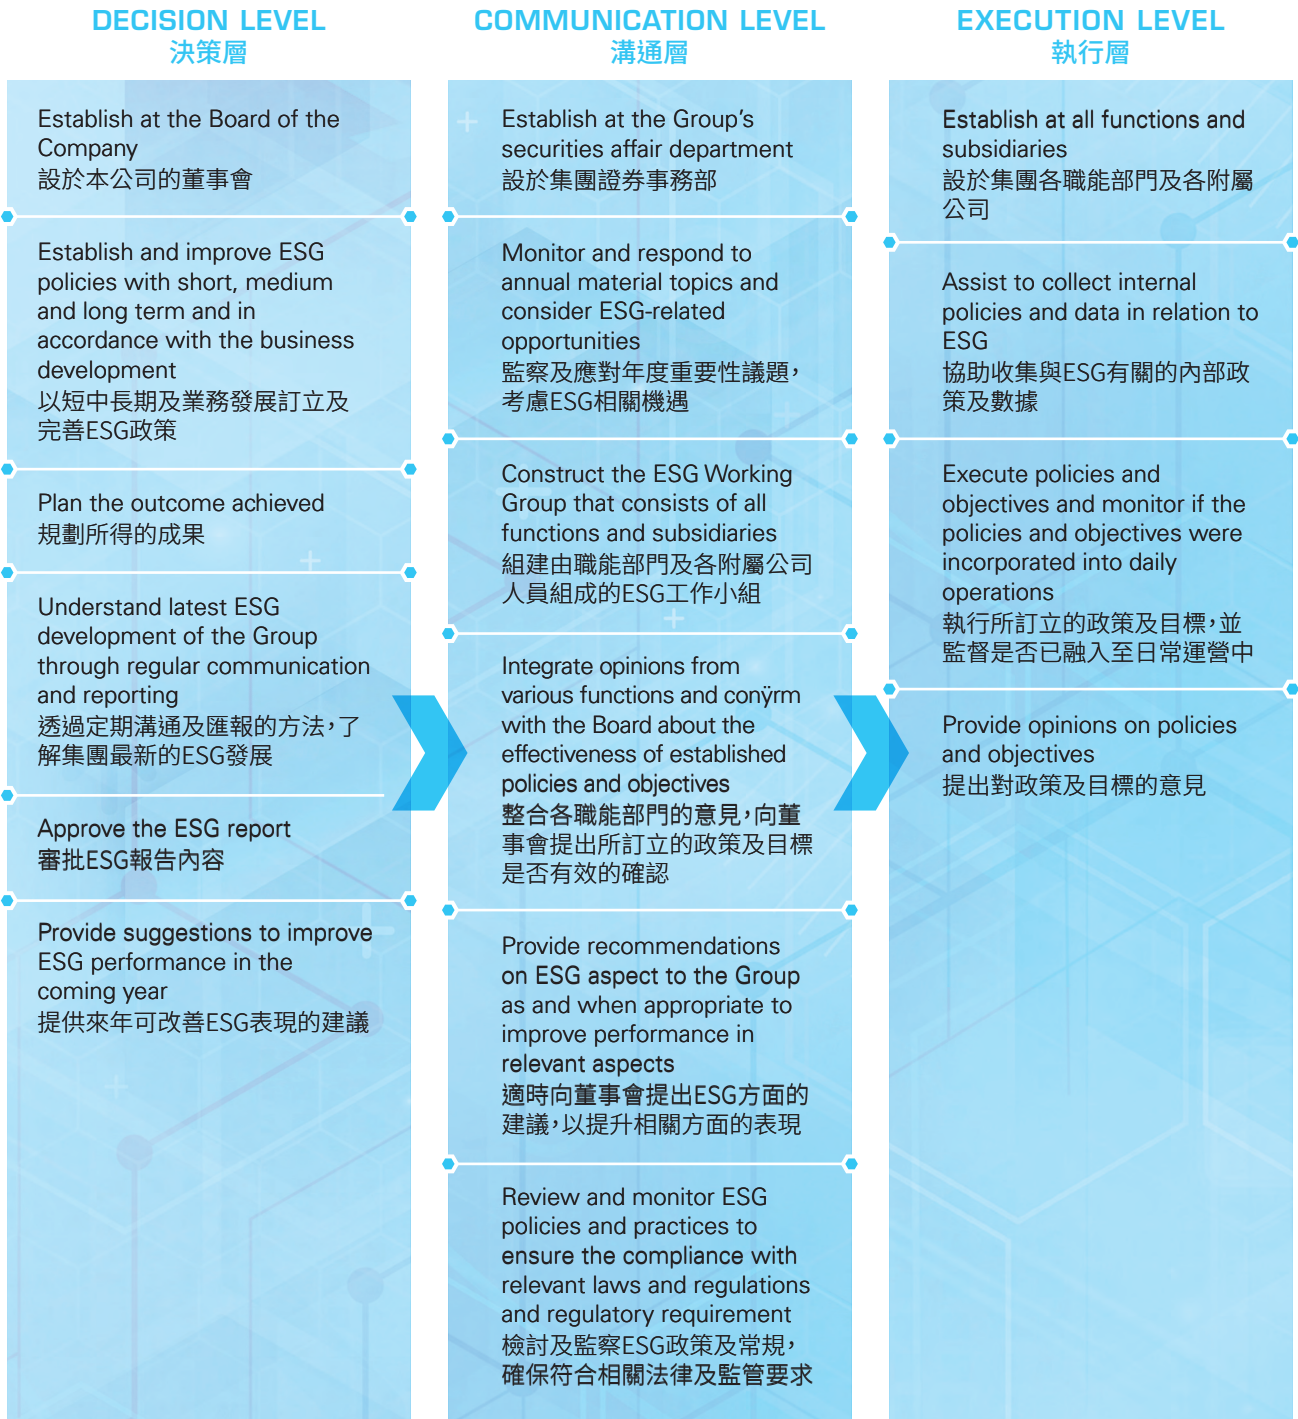 DECISION LEVEL
決策層
Establish at the Board of the
Company
設於本公司的董事會
Establish and improve ESG
policies with short, medium
and long term and in
accordance with the business
development
以短中長期及業務發展訂立及
完善ESG政策
Plan the outcome achieved
規劃所得的成果
Understand latest ESG
development of the Group
through regular communication
and reporting
透過定期溝通及匯報的方法，了
解集團最新的ESG發展
Approve the ESG report
審批ESG報告內容
Provide suggestions to improve
ESG performance in the
coming year
提供來年可改善ESG表現的建議
COMMUNICATION LEVEL
溝通層
Establish at the Group’s
securities affair department
設於集團證券事務部
Monitor and respond to
annual material topics and
consider ESG-related
opportunities
監察及應對年度重要性議題，
考慮ESG相關機遇
Construct the ESG Working
Group that consists of all
functions and subsidiaries
組建由職能部門及各附屬公司
人員組成的ESG工作小組
Integrate opinions from
various functions and conÿrm
with the Board about the
effectiveness of established
policies and objectives
整合各職能部門的意見，向董
事會提出所訂立的政策及目標
是否有效的確認
Provide recommendations
on ESG aspect to the Group
as and when appropriate to
improve performance in
relevant aspects
適時向董事會提出ESG方面的
建議，以提升相關方面的表現
Review and monitor ESG
policies and practices to
ensure the compliance with
relevant laws and regulations
and regulatory requirement
檢討及監察ESG政策及常規，
確保符合相關法律及監管要求
EXECUTION LEVEL
執行層
Establish at all functions and
subsidiaries
設於集團各職能部門及各附屬
公司
Assist to collect internal
policies and data in relation to
ESG
協助收集與ESG有關的內部政
策及數據
Execute policies and
objectives and monitor if the
policies and objectives were
incorporated into daily
operations
執行所訂立的政策及目標，並
監督是否已融入至日常運營中
Provide opinions on policies
and objectives
提出對政策及目標的意見